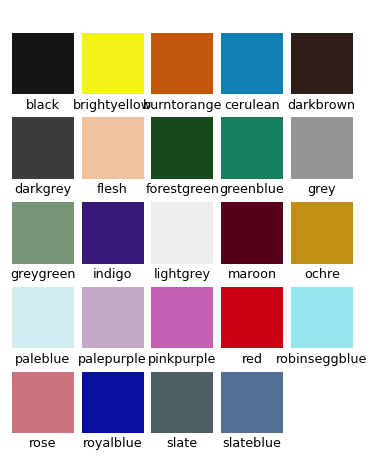 black brightyellow burntorange cerulean darkbrown
darkgrey flesh forestgreen greenblue grey
greygreen indigo lightgrey maroon ochre
paleblue palepurple pinkpurple red robinseggblue
rose royalblue slate slateblue